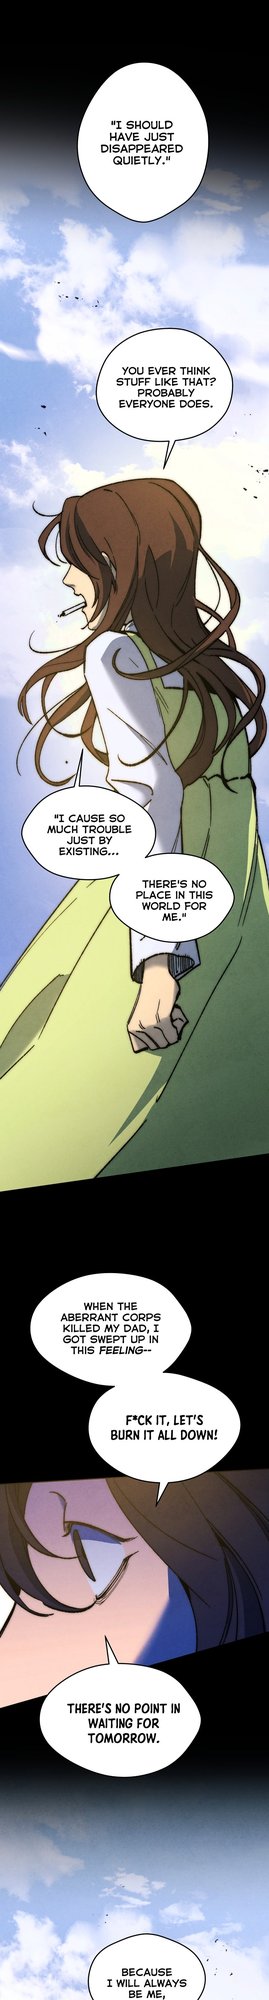 "I SHOULD
HAVE JUST
DISAPPEARED
QUIETLY."
YOU EVER THINK
STUFF LIKE THAT?
PROBABLY
EVERYONE DOES.
"I CAUSE SO
MUCH TROUBLE
JUST BY
EXISTING...
THERE'S NO
PLACE IN THIS
WORLD FOR
ME."
WHEN THE
ABERRANT CORPS
KILLED MY DAD, I
GOT SWEPT UP IN
THIS FEELING--
F*CK IT, LET'S
BURN IT ALL DOWN!
THERE'S NO POINT IN
WAITING FOR
TOMORROW.
BECAUSE
I WILL ALWAYS
BE ME,